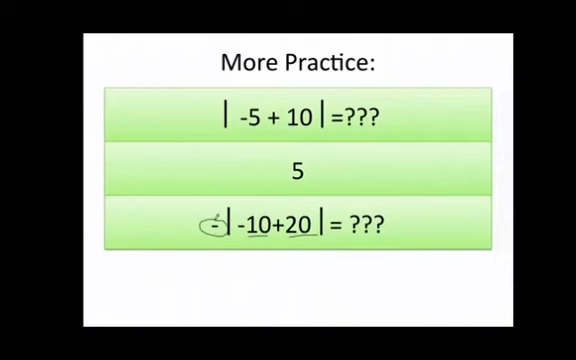 More Practice:
| -5 + 10 | =???
5
-| -10+20 | = ???